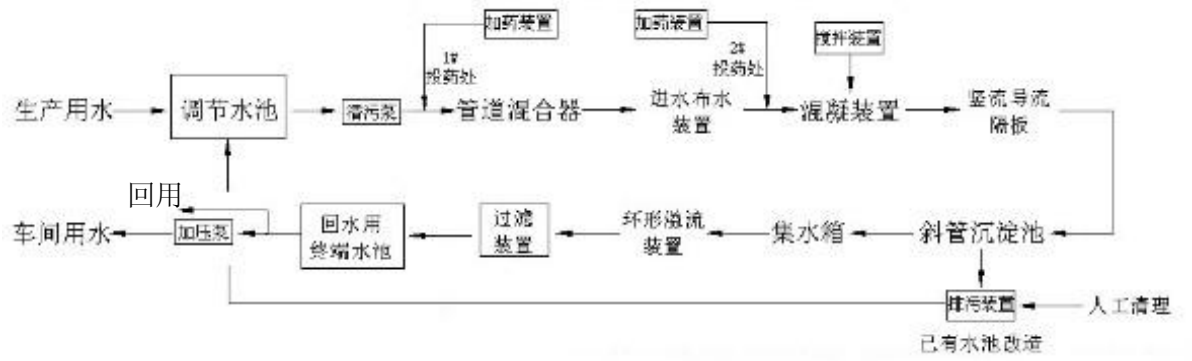 加药装置
加药装置
搅拌装置
1#
投药处
2#
投药处
生产用水
调节水池
潜污泵
管道混合器
进水布水
装置
混凝装置
竖流导流
隔板
回用
车间用水
加压泵
回水用
终端水池
过滤
装置
环形溢流
装置
集水箱
斜管沉淀池
排污装置
人工清理
已有水池改造